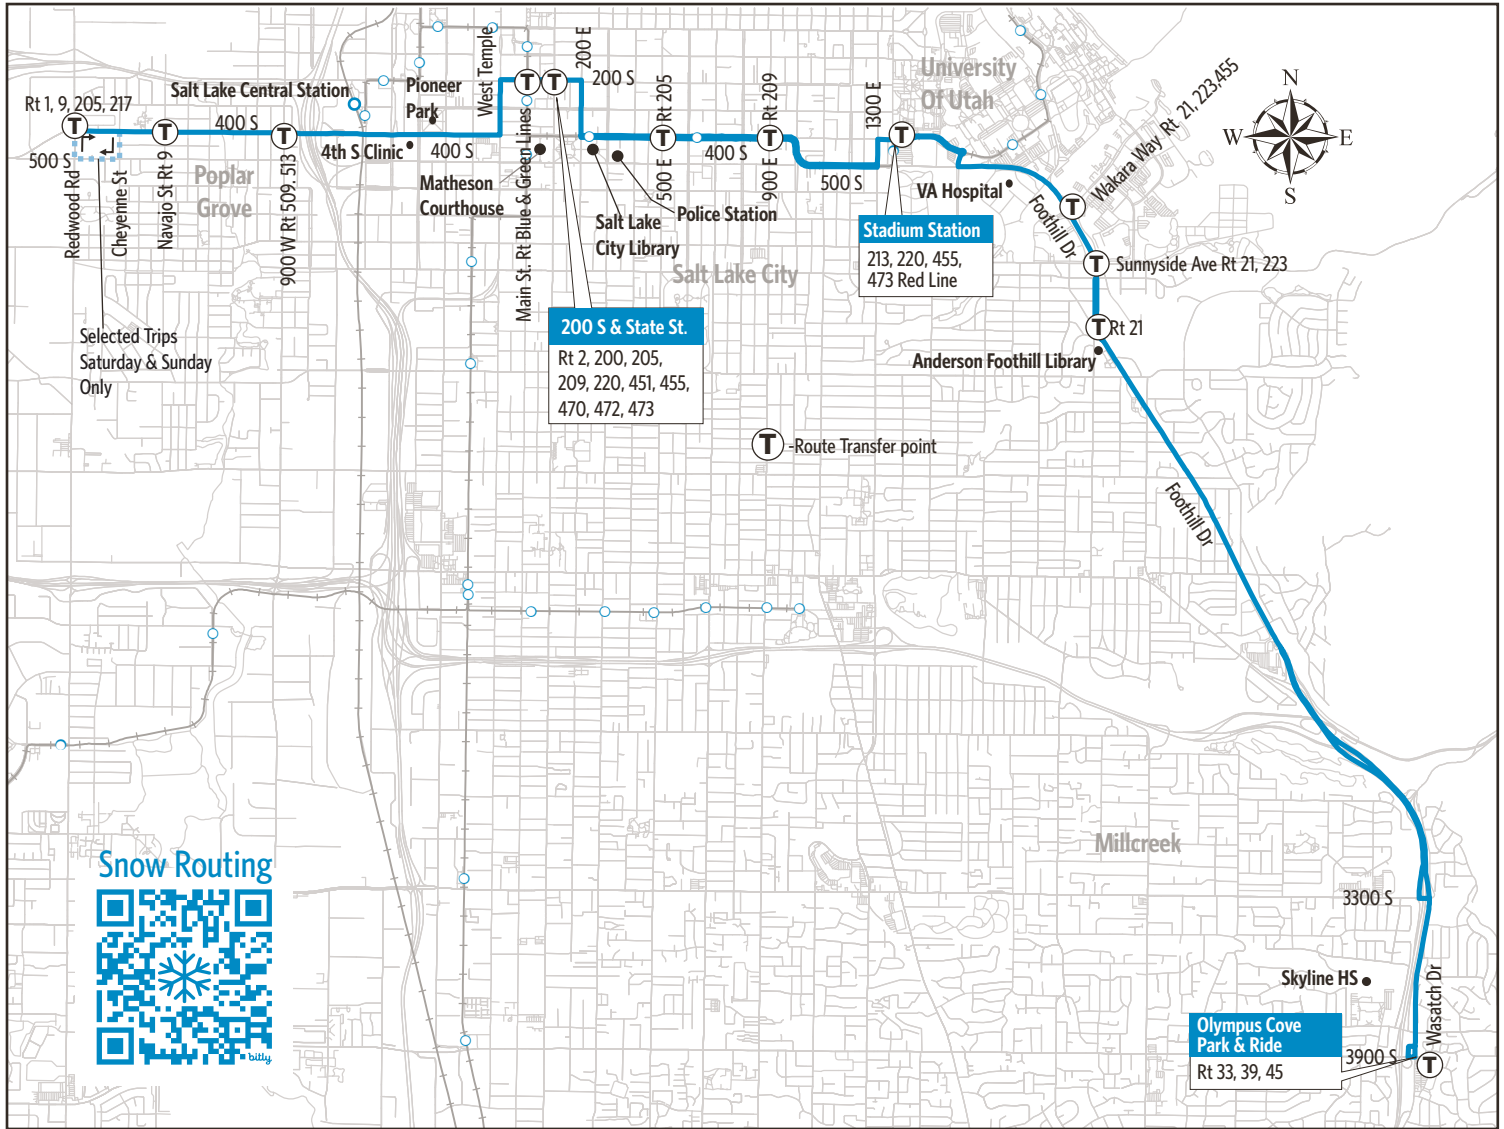 West Temple
200 E
200 S
University
Of Utah
N
W
E
S
Salt Lake Central Station
Pioneer
Park
Rt 1, 9, 205, 217
T
T
T
T
T
T
T
T
400 S
4th S Clinic
400 S
Rt 205
Rt 209
400 S
1300 E
500 S
Wakara Way Rt 21, 223,455
500 S
Redwood Rd
Cheyenne St
Navajo St Rt 9
900 W Rt 509. 513
Poplar
Grove
Matheson
Courthouse
Main St. Rt Blue & Green Lines
Salt Lake
City Library
Police Station
500 E
900 E
VA Hospital
Foothill Dr
T
Stadium Station
213, 220, 455,
473 Red Line
T
Sunnyside Ave Rt 21, 223
Salt Lake City
Selected Trips
Saturday & Sunday
Only
200 S & State St.
Rt 2, 200, 205,
209, 220, 451, 455,
470, 472, 473
T
Rt 21
Anderson Foothill Library
T
-Route Transfer point
Foothill Dr
Millcreek
Snow Routing
bitly
3300 S
Skyline HS
Wasatch Dr
Olympus Cove
Park & Ride
Rt 33, 39, 45
3900 S
T